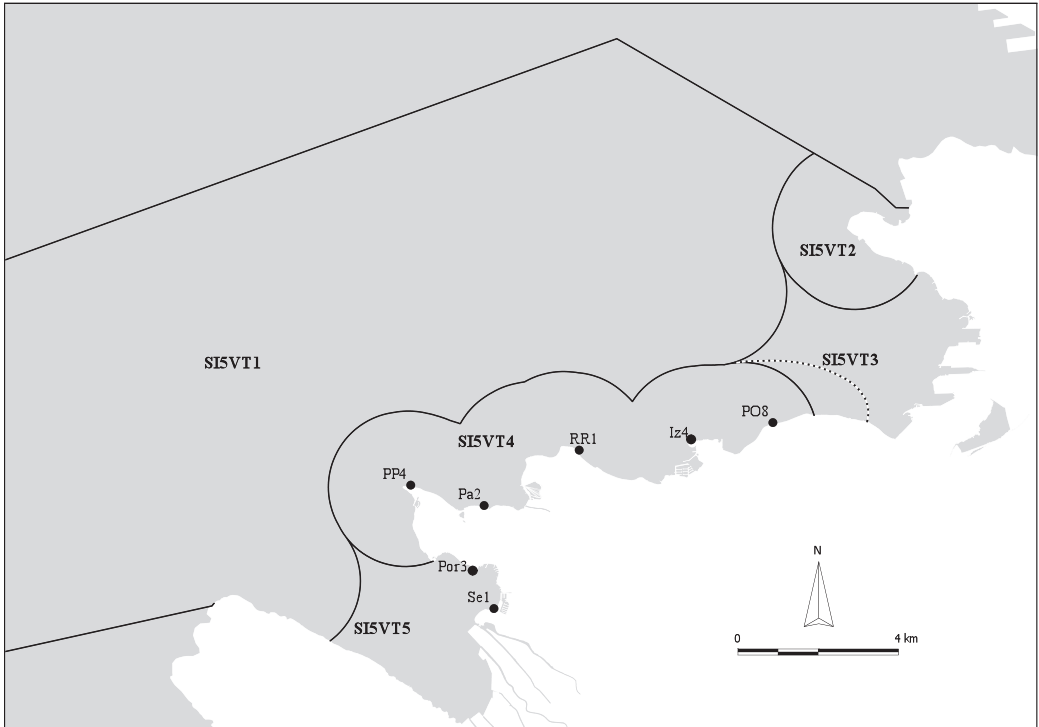 SI5VT2
SI5VT1
SI5VT3
PO8
SI5VT4
RR1
Iz4
PP4
Pa2
Por3
Se1
SI5VT5
N
0 4 km